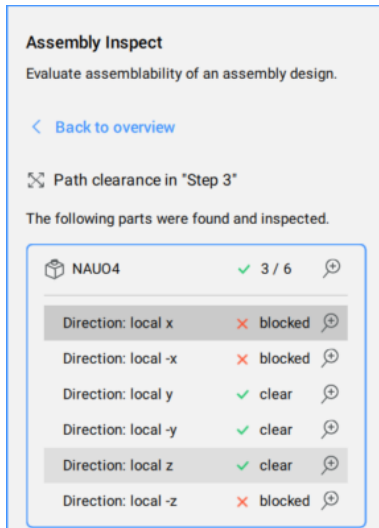 Assembly Inspect
Evaluate assemblability of an assembly design.
Back to overview
Path clearance in "Step 3"
The following parts were found and inspected.
NAUO4 3 / 6
Direction: local x blocked
Direction: local -x blocked
Direction: local y clear
Direction: local -y clear
Direction: local z clear
Direction: local -z blocked